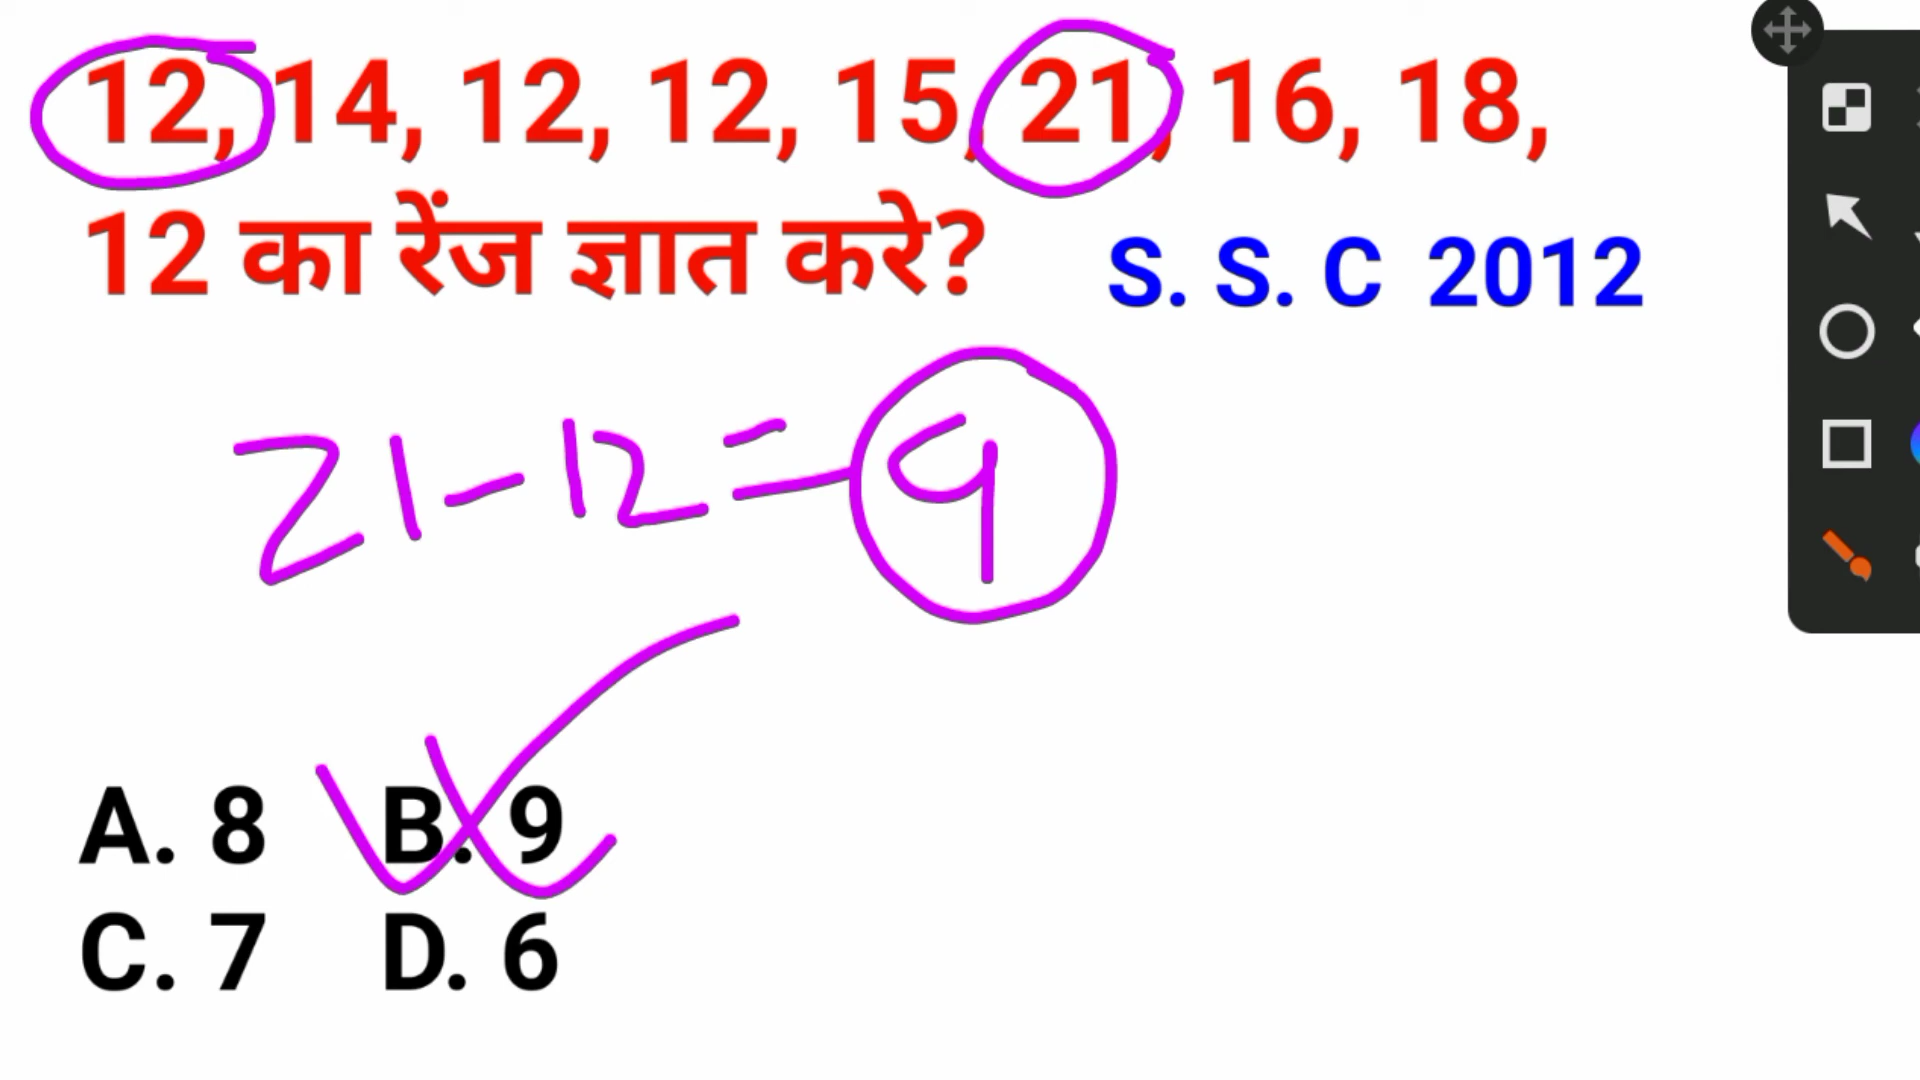 12, 14, 12, 12, 15, 21, 16, 18,
12 का रेंज ज्ञात करे?
S. S. C 2012
21-12=9
A. 8 B. 9
C. 7 D. 6